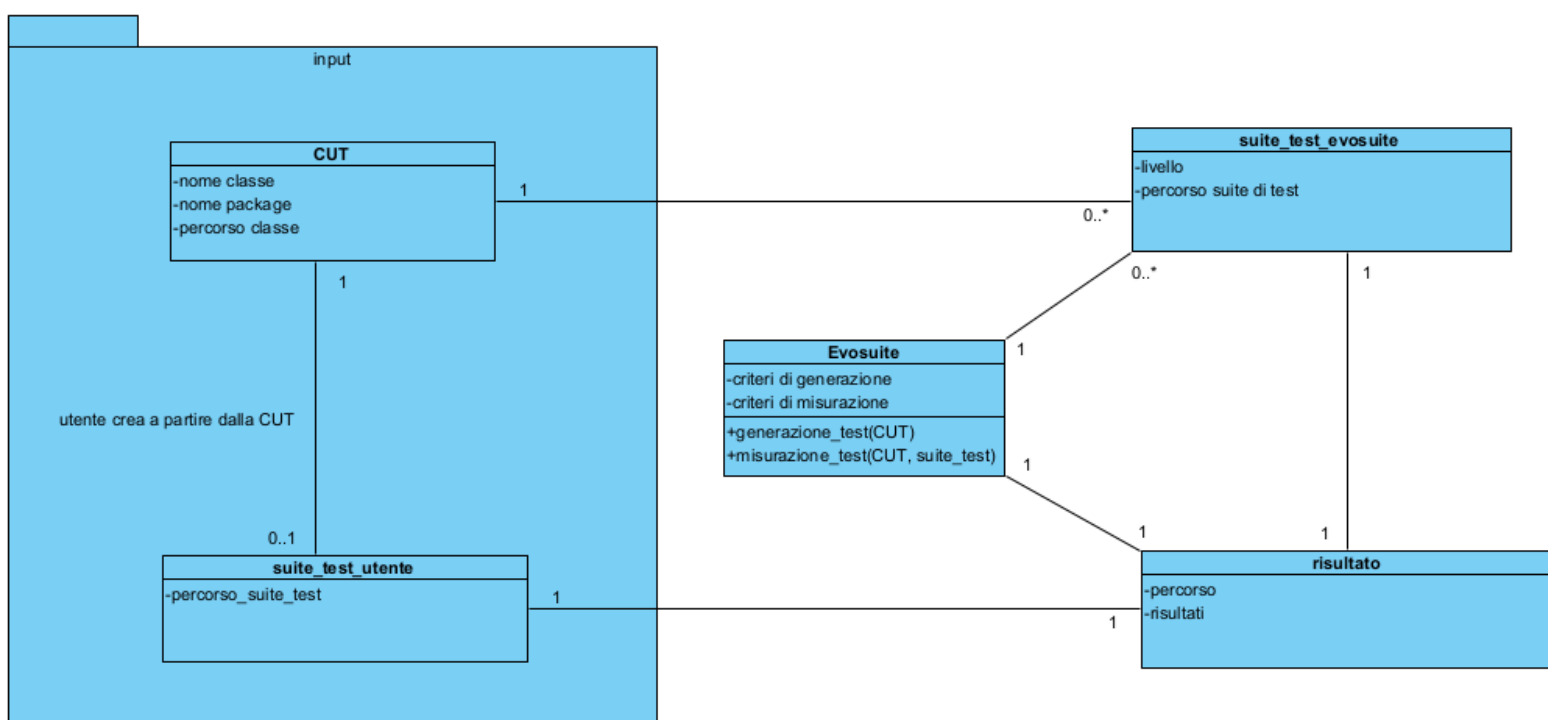 input
CUT
-nome classe
-nome package
-percorso classe
1
0..*
suite_test_evosuite
-livello
-percorso suite di test
1
0..*
1
Evosuite
-criteri di generazione
-criteri di misurazione
+generazione_test(CUT)
+misurazione_test(CUT, suite_test)
1
1
utente crea a partire dalla CUT
0..1
1
1
suite_test_utente
-percorso_suite_test
1
1
risultato
-percorso
-risultati